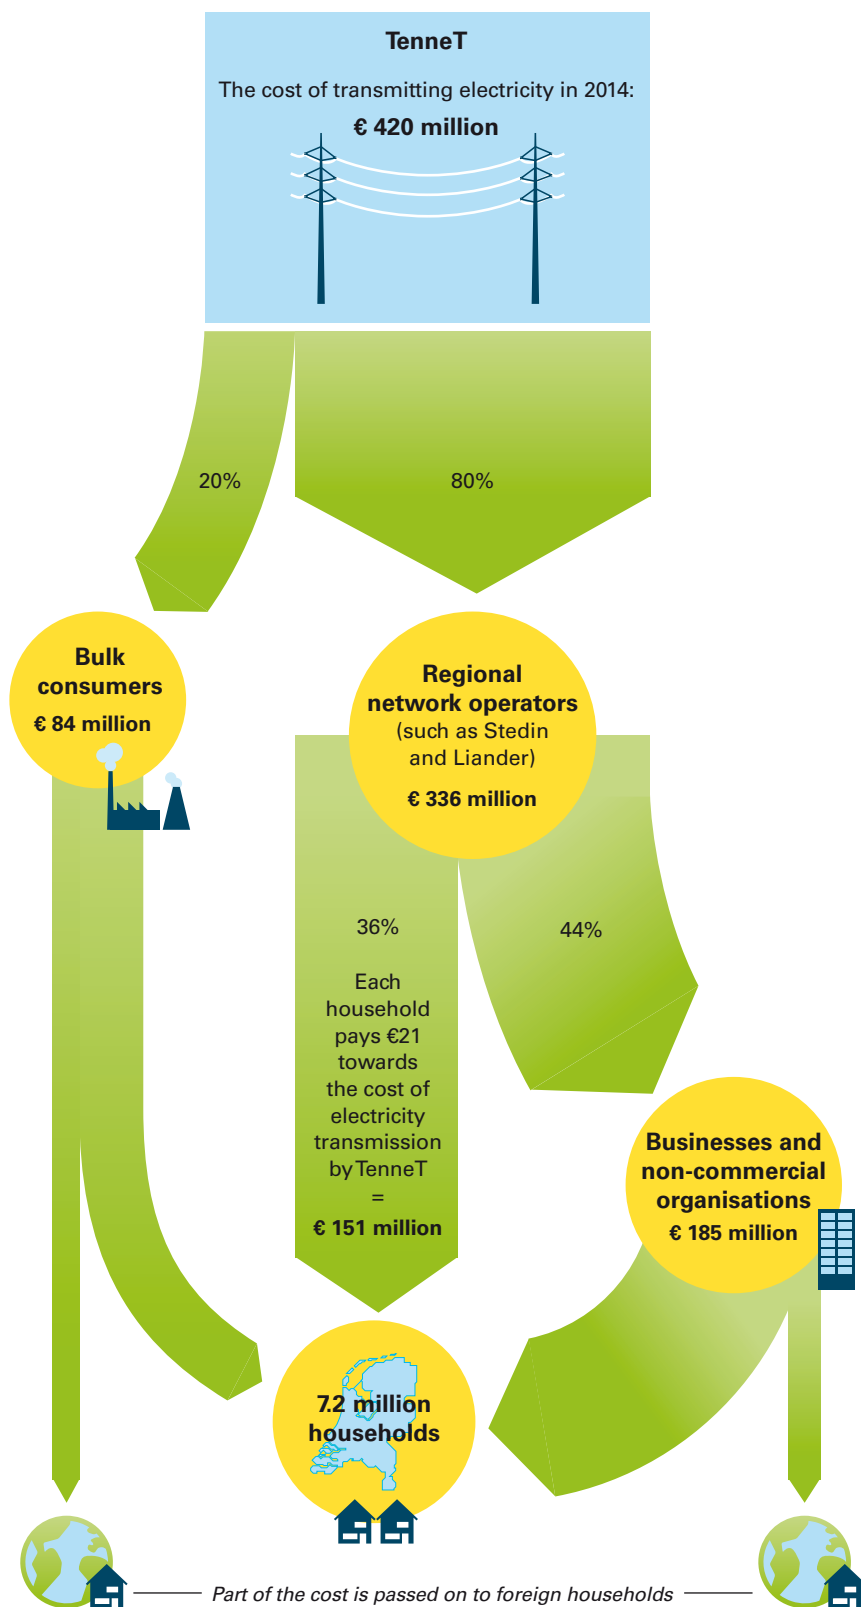 TenneT
The cost of transmitting electricity in 2014:
€ 420 million
20%
80%
Bulk
consumers
€ 84 million
Regional
network operators
(such as Stedin
and Liander)
€ 336 million
36%
44%
Each
household
pays €21
towards
the cost of
electricity
transmission
by TenneT
=
€ 151 million
Businesses and
non-commercial
organisations
€ 185 million
7.2 million
households
Part of the cost is passed on to foreign households